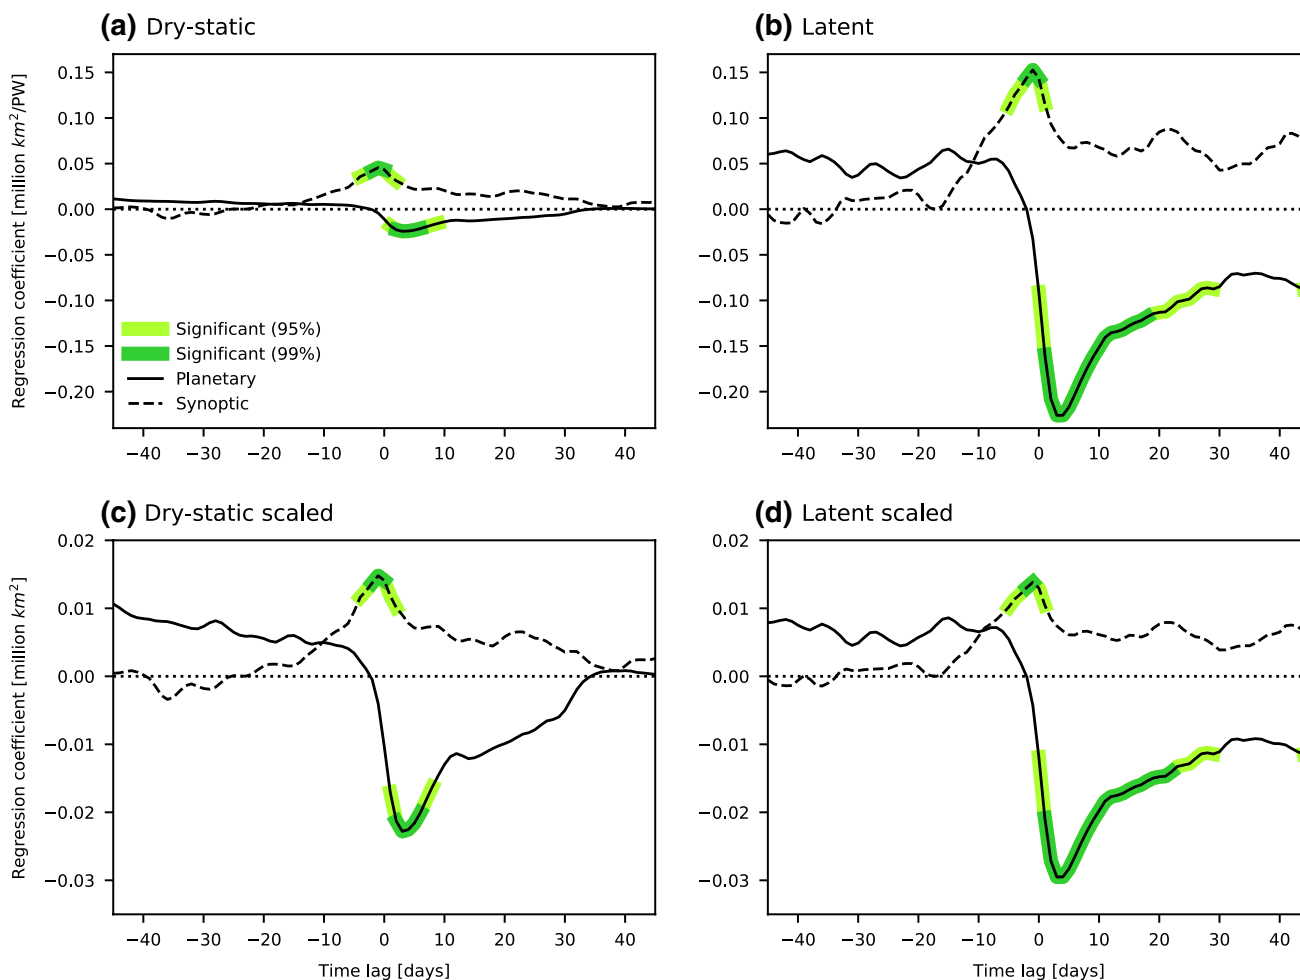 (a) Dry-static
(b) Latent
Regression coefficient [million km²/PW]
0.15
0.10
0.05
0.00
−0.05
−0.10
−0.15
−0.20
Significant (95%)
Significant (99%)
Planetary
Synoptic
−40 −30 −20 −10 0 10 20 30 40
0.15
0.10
0.05
0.00
−0.05
−0.10
−0.15
−0.20
−40 −30 −20 −10 0 10 20 30 40
(c) Dry-static scaled
(d) Latent scaled
Regression coefficient [million km²]
0.02
0.01
0.00
−0.01
−0.02
−0.03
−40 −30 −20 −10 0 10 20 30 40
Time lag [days]
0.02
0.01
0.00
−0.01
−0.02
−0.03
−40 −30 −20 −10 0 10 20 30 40
Time lag [days]